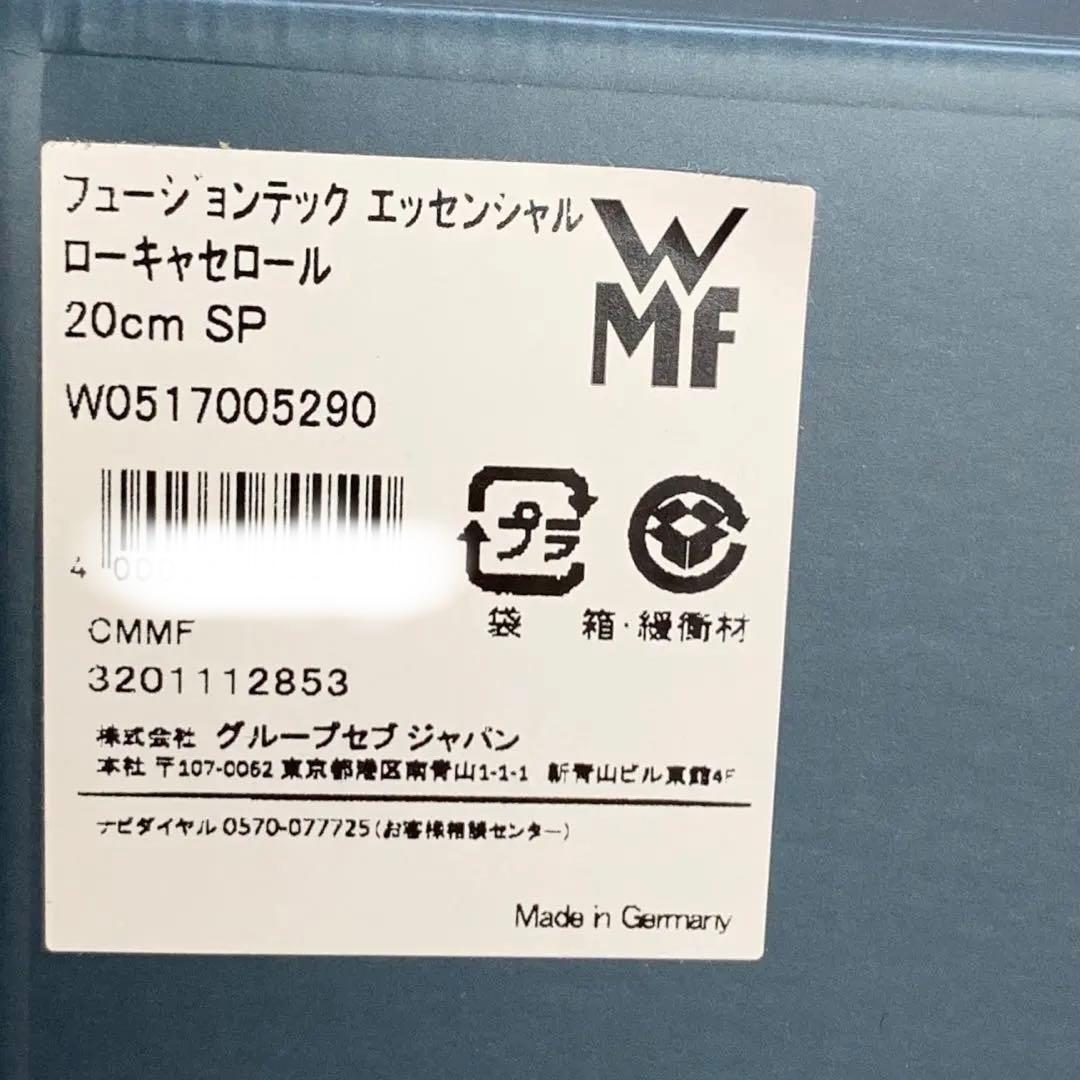 フュージョンテック エッセンシャル
ローキャセロール
20cm SP
WMF
W0517005290
プラ
袋
箱・緩衝材
4 000
CMMF
3201112853
株式会社 グループセブ ジャパン
本社 〒107-0062 東京都港区南青山1-1-1 新青山ビル東館4F
ナビダイヤル 0570-077725(お客様相談センター)
Made in Germany